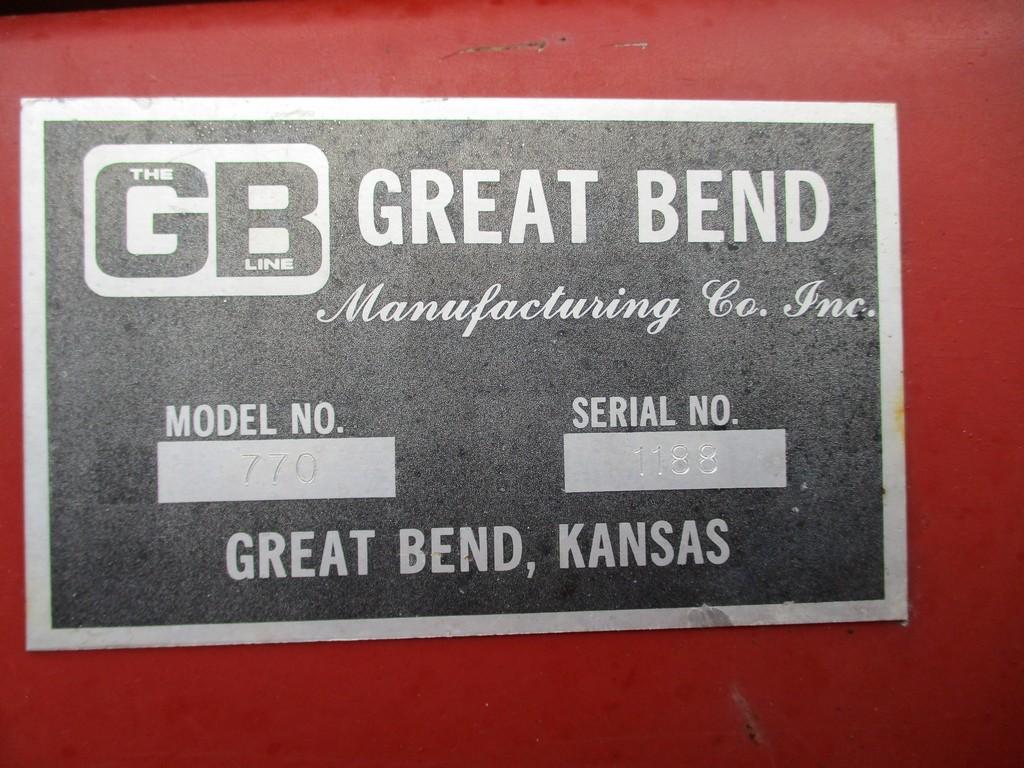 THE
GB
LINE
GREAT BEND
Manufacturing Co. Inc.
MODEL NO. SERIAL NO.
770 1188
GREAT BEND, KANSAS